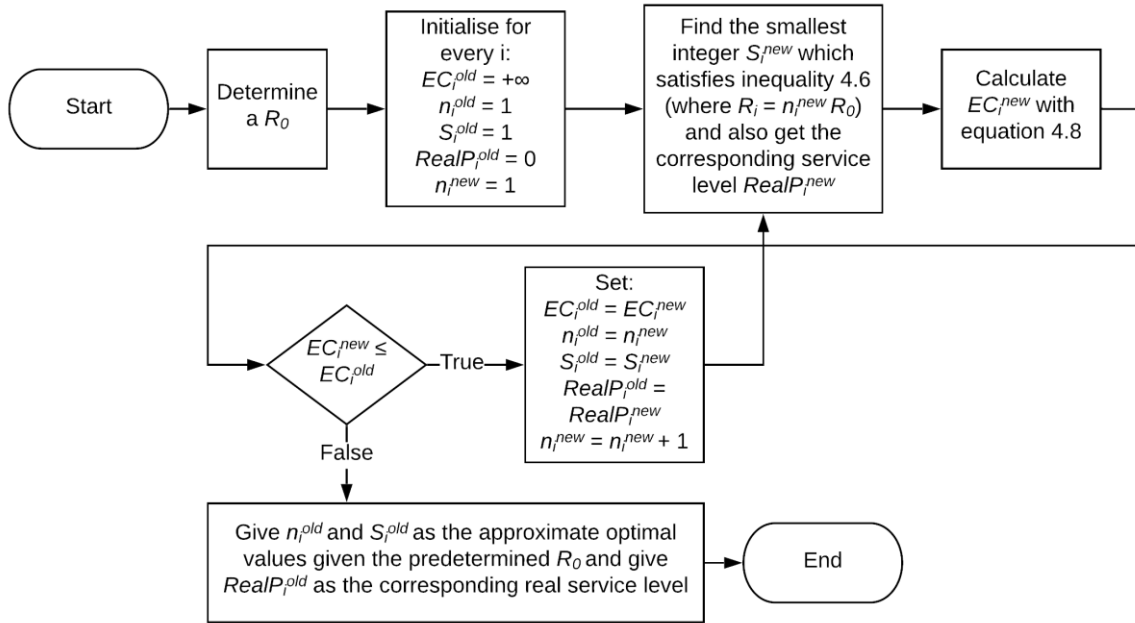 Start
Determine
a R₀
Initialise for
every i:
ECᵢᵒˡᵈ = +∞
nᵢᵒˡᵈ = 1
Sᵢᵒˡᵈ = 1
RealPᵢᵒˡᵈ = 0
nᵢⁿᵉʷ = 1
Find the smallest
integer Sᵢⁿᵉʷ which
satisfies inequality 4.6
(where Rᵢ = nᵢⁿᵉʷ R₀)
and also get the
corresponding service
level RealPᵢⁿᵉʷ
Calculate
ECᵢⁿᵉʷ with
equation 4.8
ECᵢⁿᵉʷ ≤
ECᵢᵒˡᵈ
True
Set:
ECᵢᵒˡᵈ = ECᵢⁿᵉʷ
nᵢᵒˡᵈ = nᵢⁿᵉʷ
Sᵢᵒˡᵈ = Sᵢⁿᵉʷ
RealPᵢᵒˡᵈ =
RealPᵢⁿᵉʷ
nᵢⁿᵉʷ = nᵢⁿᵉʷ + 1
False
Give nᵢᵒˡᵈ and Sᵢᵒˡᵈ as the approximate optimal
values given the predetermined R₀ and give
RealPᵢᵒˡᵈ as the corresponding real service level
End